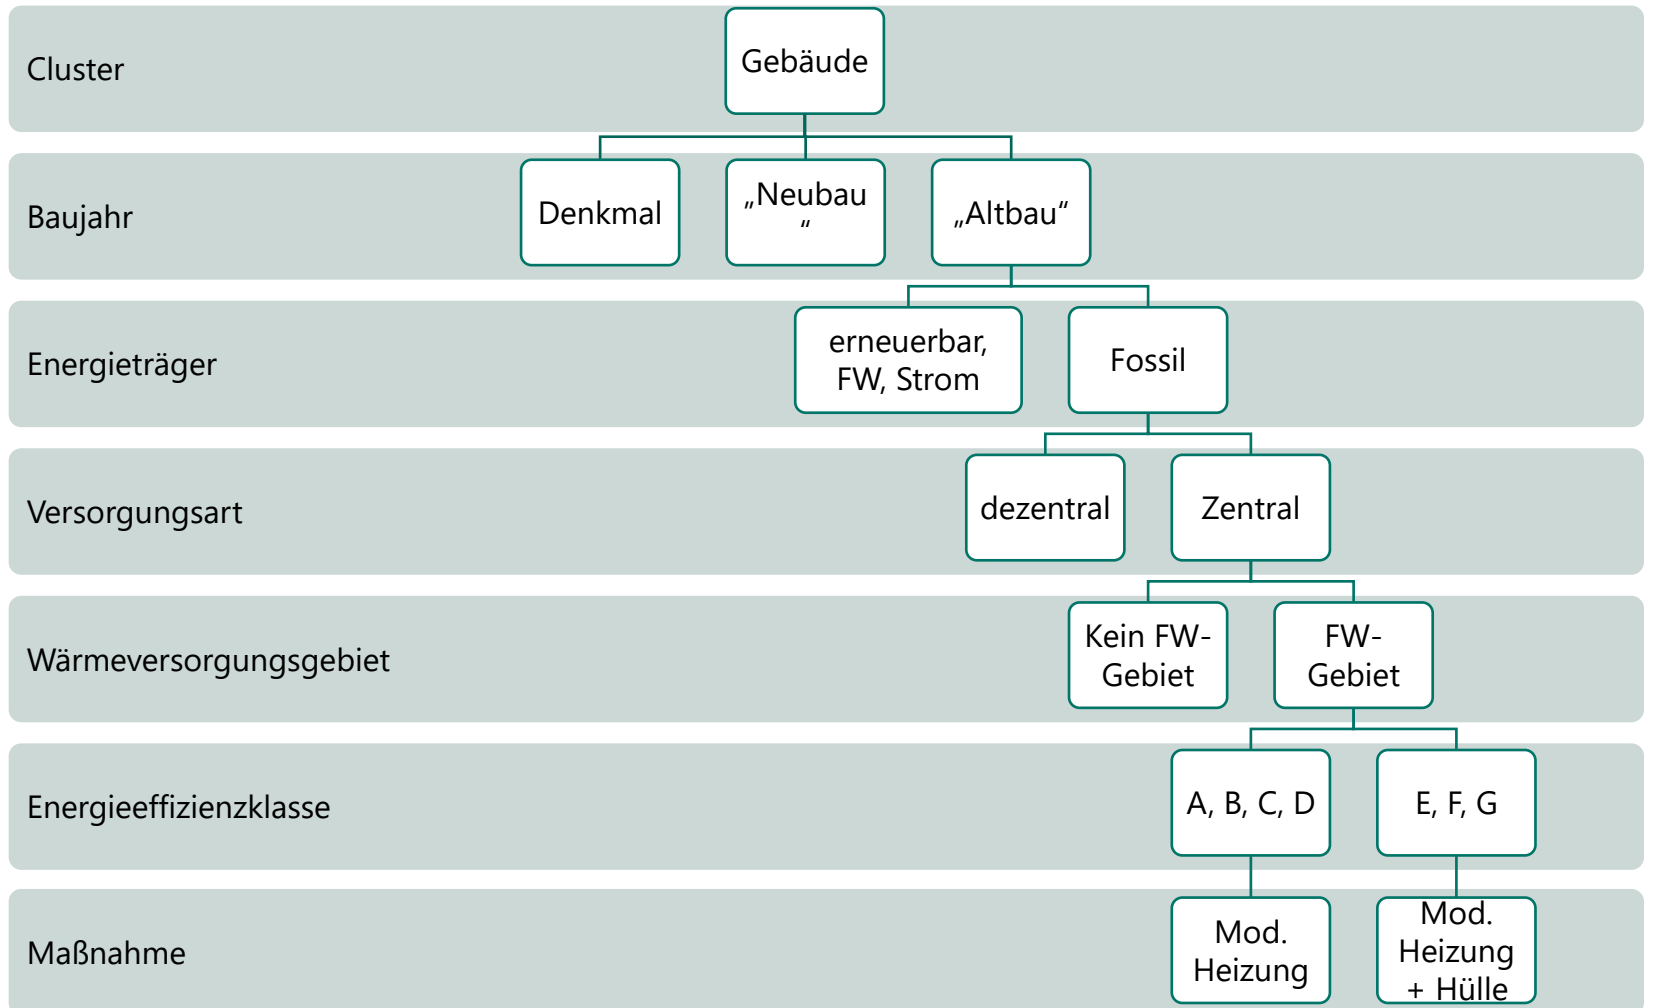 Cluster
Gebäude
Baujahr
Denkmal
„Neubau
“
„Altbau“
Energieträger
erneuerbar,
FW, Strom
Fossil
Versorgungsart
dezentral
Zentral
Wärmeversorgungsgebiet
Kein FW-
Gebiet
FW-
Gebiet
Energieeffizienzklasse
A, B, C, D
E, F, G
Maßnahme
Mod.
Heizung
Mod.
Heizung
+ Hülle